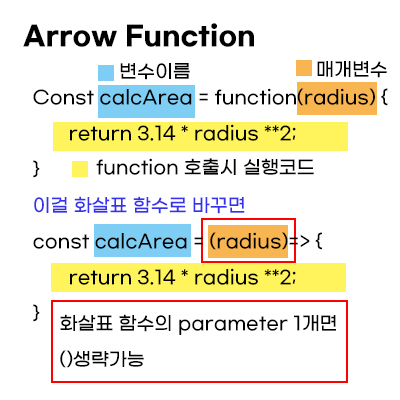 Arrow Function
변수이름 매개변수
Const calcArea = function(radius) {
return 3.14 * radius **2;
} function 호출시 실행코드
이걸 화살표 함수로 바꾸면
const calcArea = (radius)=> {
return 3.14 * radius **2;
}
화살표 함수의 parameter 1개면
()생략가능